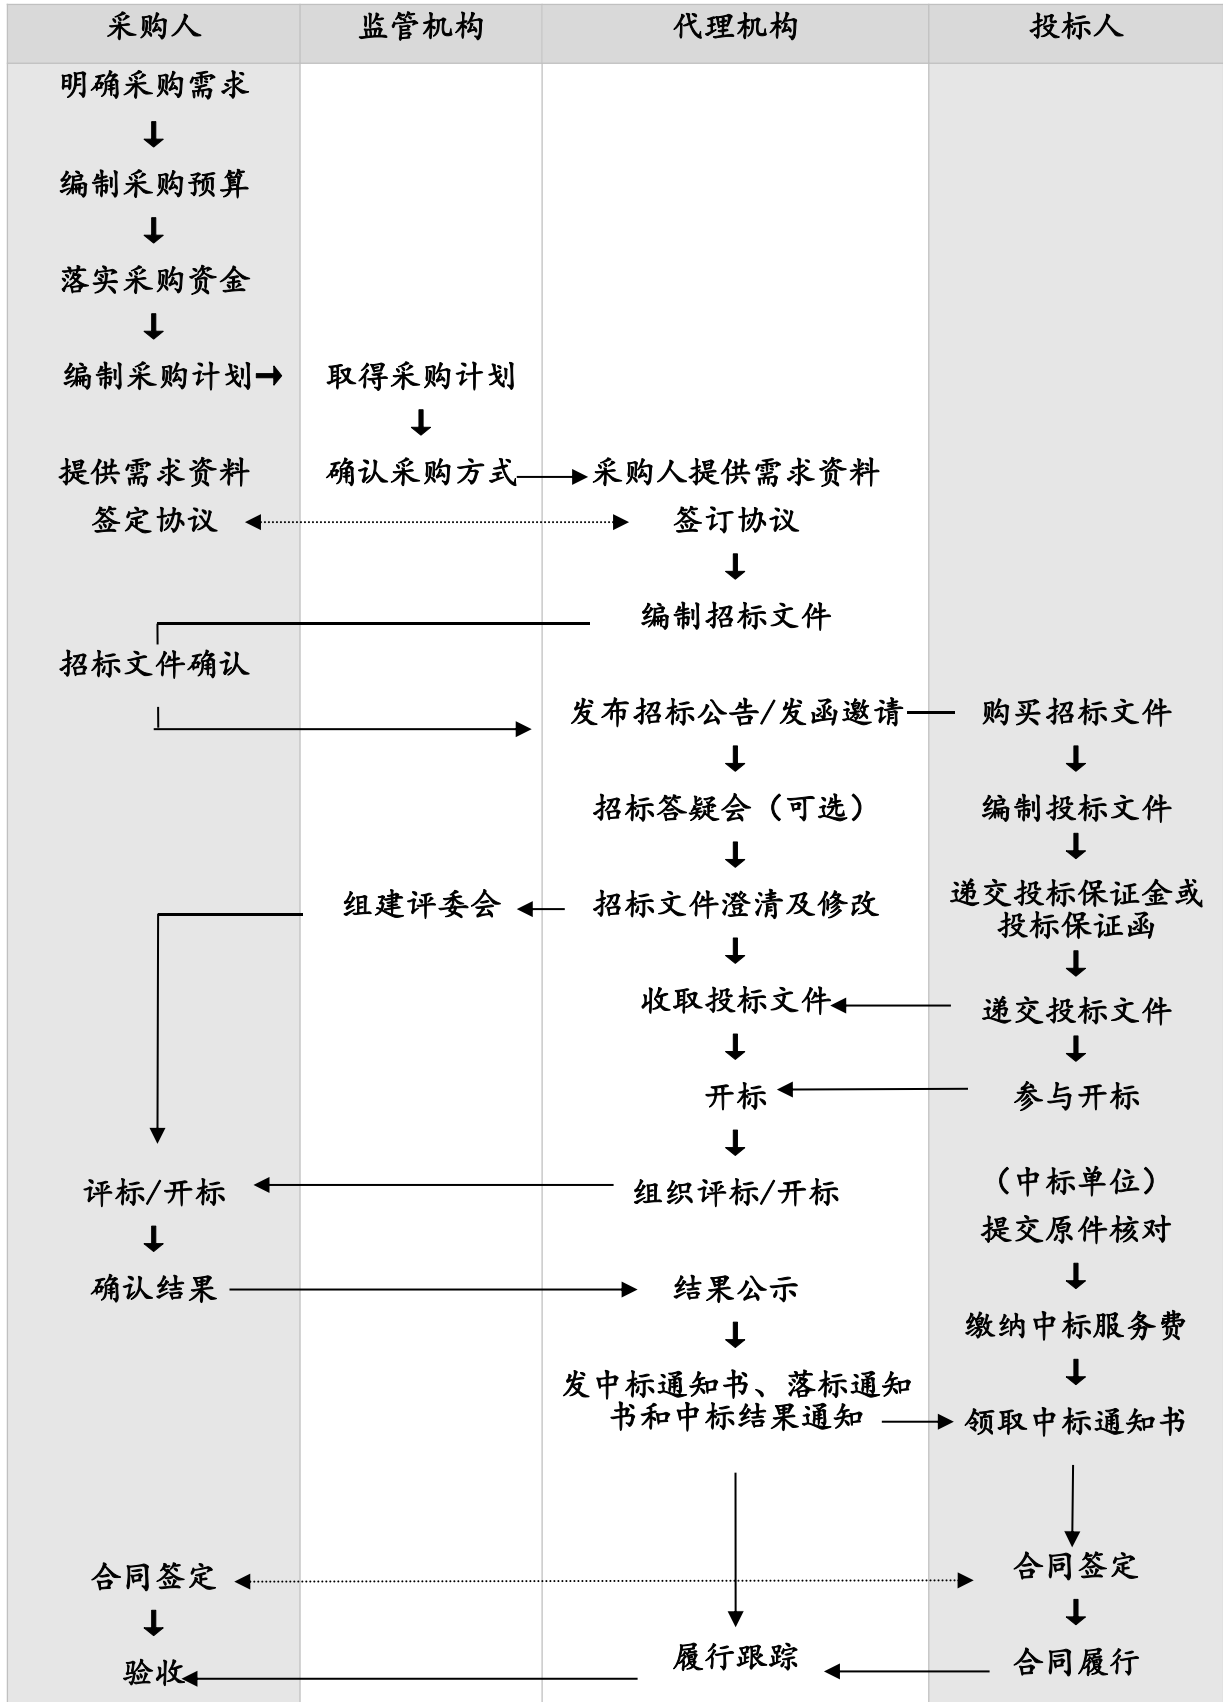 采购人 监管机构 代理机构 投标人
明确采购需求
编制采购预算
落实采购资金
编制采购计划 取得采购计划
提供需求资料 确认采购方式 采购人提供需求资料
签定协议 签订协议
编制招标文件
招标文件确认
发布招标公告/发函邀请 购买招标文件
招标答疑会（可选） 编制投标文件
组建评委会 招标文件澄清及修改 递交投标保证金或
投标保证函
收取投标文件 递交投标文件
开标 参与开标
评标/开标 组织评标/开标 （中标单位）
提交原件核对
确认结果 结果公示
缴纳中标服务费
发中标通知书、落标通知
书和中标结果通知 领取中标通知书
合同签定 合同签定
验收 履行跟踪 合同履行